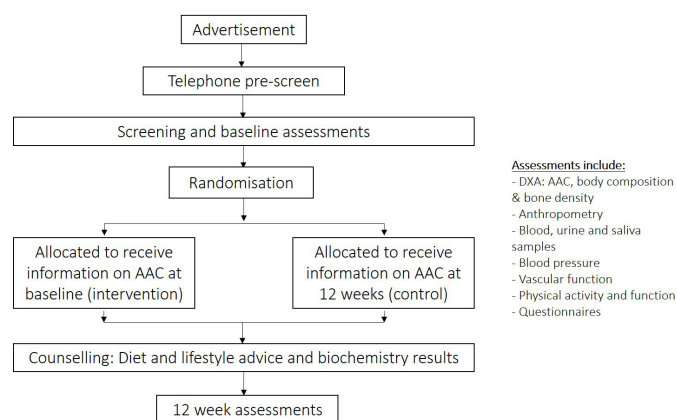 Advertisement
Telephone pre-screen
Screening and baseline assessments
Randomisation
Allocated to receive
information on AAC at
baseline (intervention)
Allocated to receive
information on AAC at
12 weeks (control)
Counselling: Diet and lifestyle advice and biochemistry results
12 week assessments
Assessments include:
- DXA: AAC, body composition
& bone density
- Anthropometry
- Blood, urine and saliva
samples
- Blood pressure
- Vascular function
- Physical activity and function
- Questionnaires